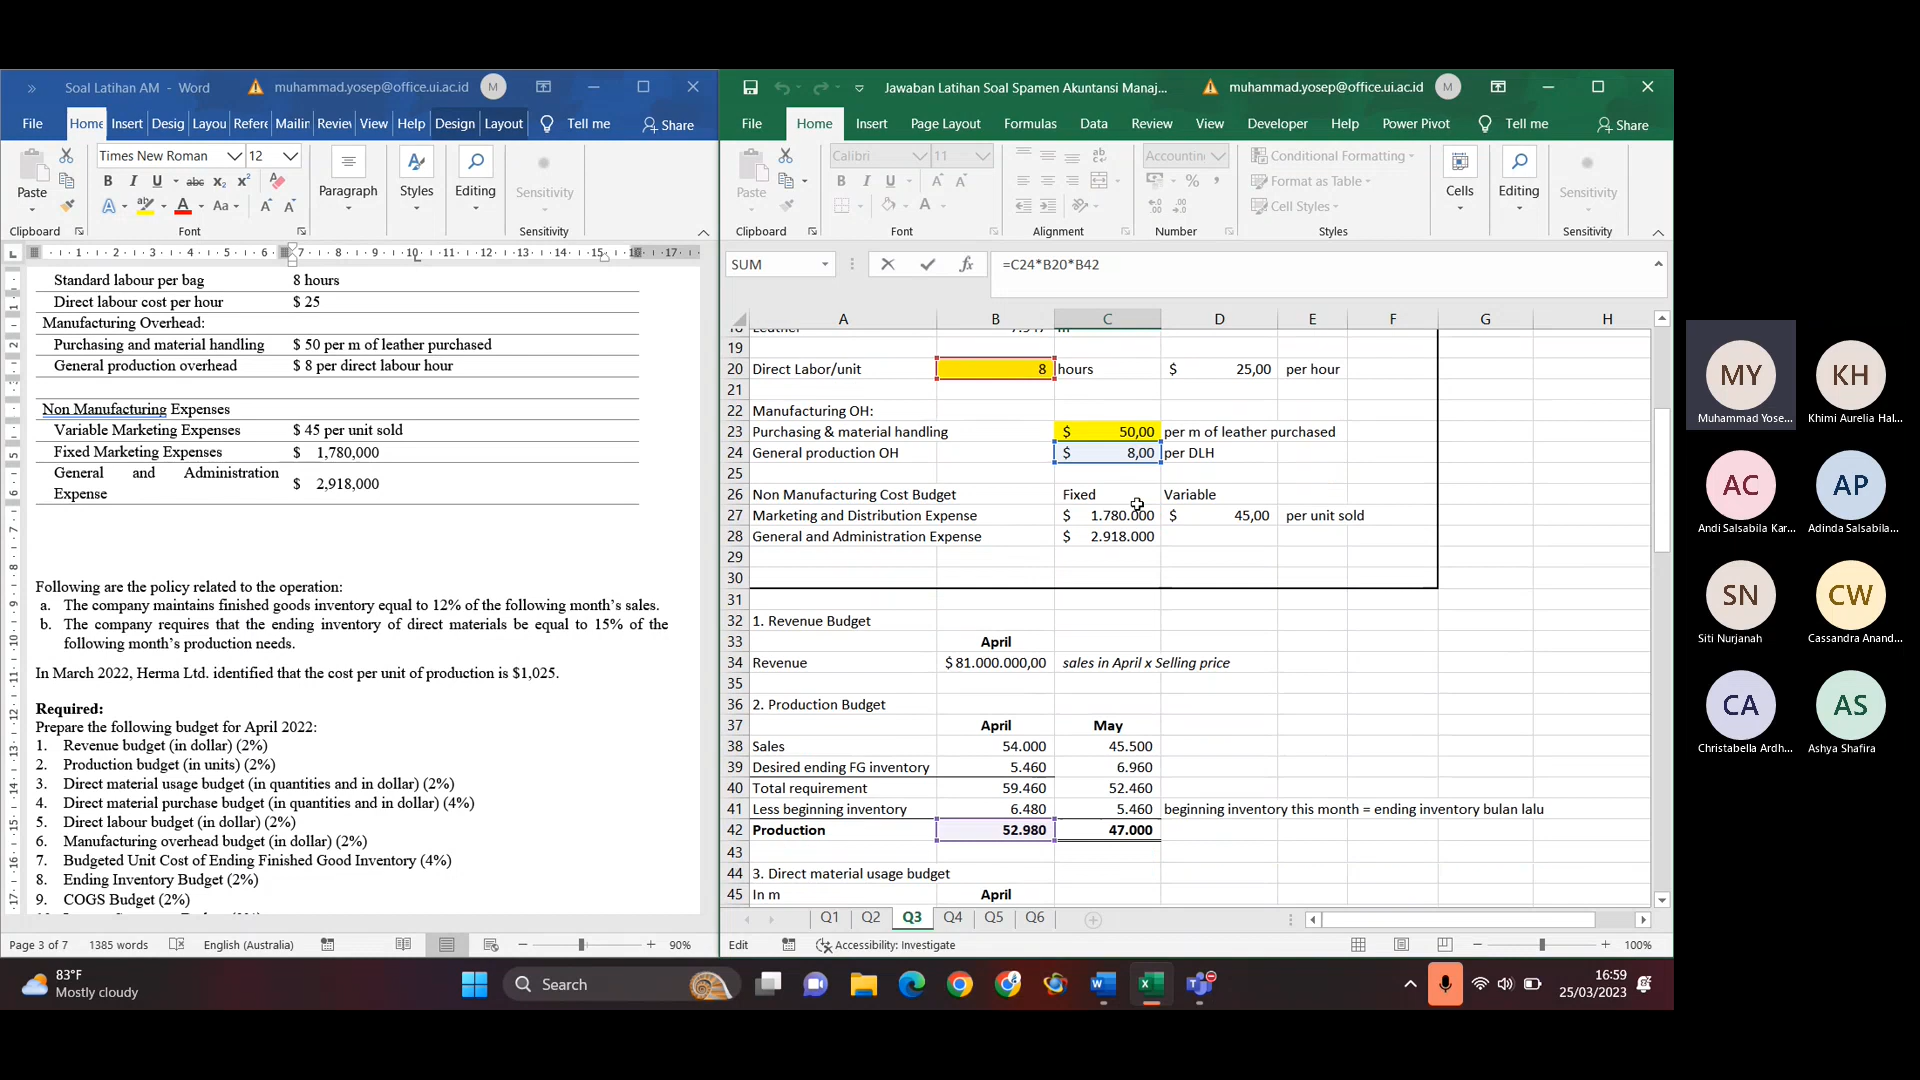 Soal Latihan AM - Word
muhammad.yosep@office.ui.ac.id
M
File Home Insert Desig Layou Refere Mailin Reviev View Help Design Layout Tell me Share
Times New Roman 12
Paste
Paragraph Styles Editing Sensitivity
Clipboard Font Sensitivity
Standard labour per bag 8 hours
Direct labour cost per hour $ 25
Manufacturing Overhead:
Purchasing and material handling $ 50 per m of leather purchased
General production overhead $ 8 per direct labour hour
Non Manufacturing Expenses
Variable Marketing Expenses $ 45 per unit sold
Fixed Marketing Expenses $ 1,780,000
General and Administration Expense $ 2,918,000
Following are the policy related to the operation:
a. The company maintains finished goods inventory equal to 12% of the following month's sales.
b. The company requires that the ending inventory of direct materials be equal to 15% of the
following month's production needs.
In March 2022, Herma Ltd. identified that the cost per unit of production is $1,025.
Required:
Prepare the following budget for April 2022:
1. Revenue budget (in dollar) (2%)
2. Production budget (in units) (2%)
3. Direct material usage budget (in quantities and in dollar) (2%)
4. Direct material purchase budget (in quantities and in dollar) (4%)
5. Direct labour budget (in dollar) (2%)
6. Manufacturing overhead budget (in dollar) (2%)
7. Budgeted Unit Cost of Ending Finished Good Inventory (4%)
8. Ending Inventory Budget (2%)
9. COGS Budget (2%)
Page 3 of 7 1385 words English (Australia) 90%
Jawaban Latihan Soal Spamen Akuntansi Manaj...
muhammad.yosep@office.ui.ac.id
M
File Home Insert Page Layout Formulas Data Review View Developer Help Power Pivot Tell me Share
Calibri 11
Accounting
Conditional Formatting
Format as Table
Cell Styles
Paste
Cells Editing Sensitivity
Clipboard Font Alignment Number Styles Sensitivity
SUM =C24*B20*B42
A B C D E F G H
19
20 Direct Labor/unit 8 hours $ 25,00 per hour
21
22 Manufacturing OH:
23 Purchasing & material handling $ 50,00 per m of leather purchased
24 General production OH $ 8,00 per DLH
25
26 Non Manufacturing Cost Budget Fixed Variable
27 Marketing and Distribution Expense $ 1.780.000 $ 45,00 per unit sold
28 General and Administration Expense $ 2.918.000
29
30
31
32 1. Revenue Budget
33 April
34 Revenue $ 81.000.000,00 sales in April x Selling price
35
36 2. Production Budget
37 April May
38 Sales 54.000 45.500
39 Desired ending FG inventory 5.460 6.960
40 Total requirement 59.460 52.460
41 Less beginning inventory 6.480 5.460 beginning inventory this month = ending inventory bulan lalu
42 Production 52.980 47.000
43
44 3. Direct material usage budget
45 In m April
Q1 Q2 Q3 Q4 Q5 Q6
Edit Accessibility: Investigate 100%
83°F
Mostly cloudy
Search
16:59
25/03/2023
MY KH
Muhammad Yose... Khimi Aurelia Hal...
AC AP
Andi Salsabila Kar... Adinda Salsabila...
SN CW
Siti Nurjanah Cassandra Anand...
CA AS
Christabella Ardh... Ashya Shafira